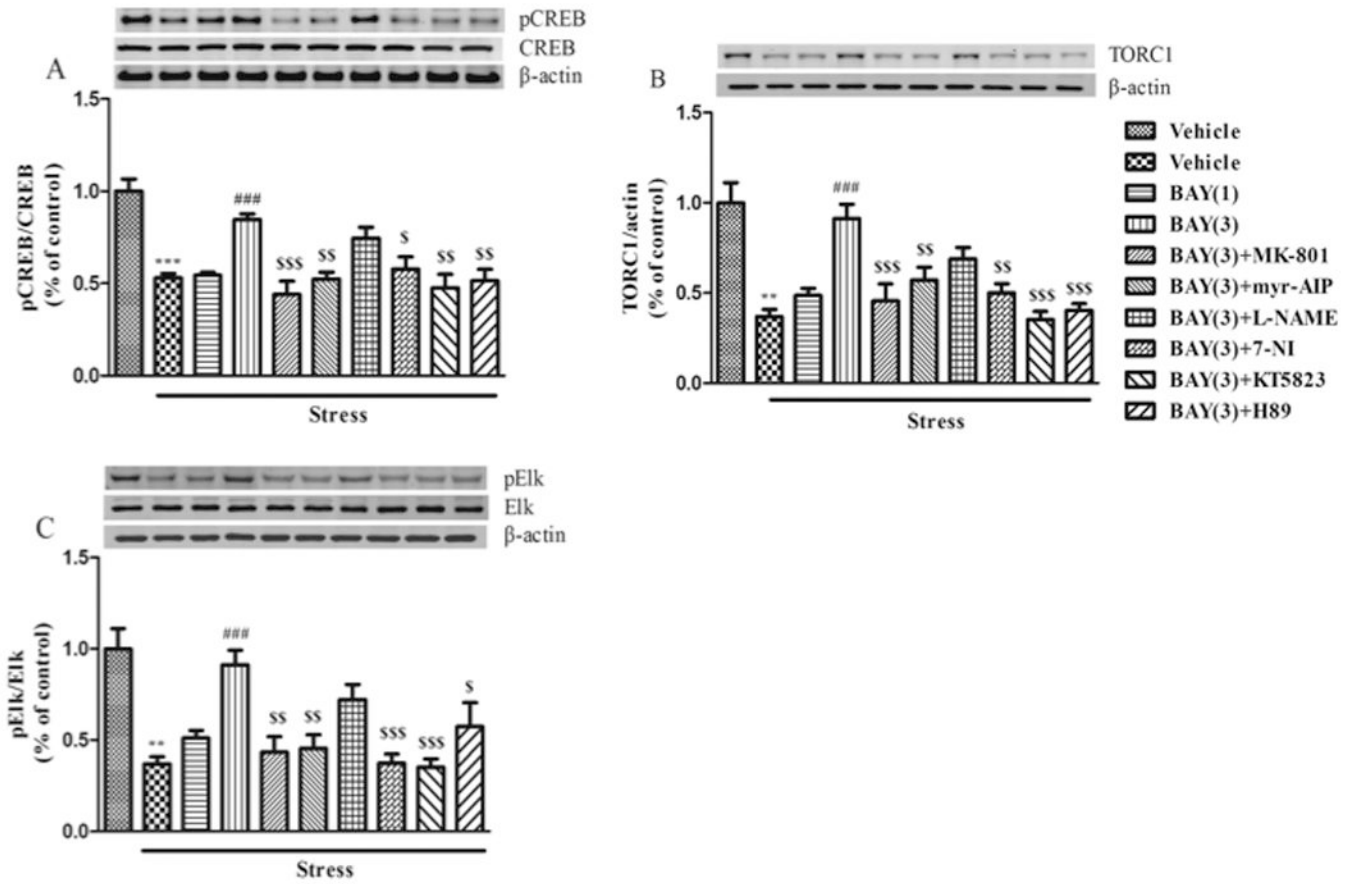 pCREB
CREB
β-actin
A
1.5
1.0
0.5
0.0
pCREB/CREB
(% of control)
***
###
$$$
$$
$
$$
$$
Stress
TORC1
β-actin
B
1.5
1.0
0.5
0.0
TORC1/actin
(% of control)
**
###
$$$
$$
$$
$$$
$$$
Stress
Vehicle
Vehicle
BAY(1)
BAY(3)
BAY(3)+MK-801
BAY(3)+myr-AIP
BAY(3)+L-NAME
BAY(3)+7-NI
BAY(3)+KT5823
BAY(3)+H89
pElk
Elk
β-actin
C
1.5
1.0
0.5
0.0
pElk/Elk
(% of control)
**
###
$$
$$
$$$
$$$
$
Stress